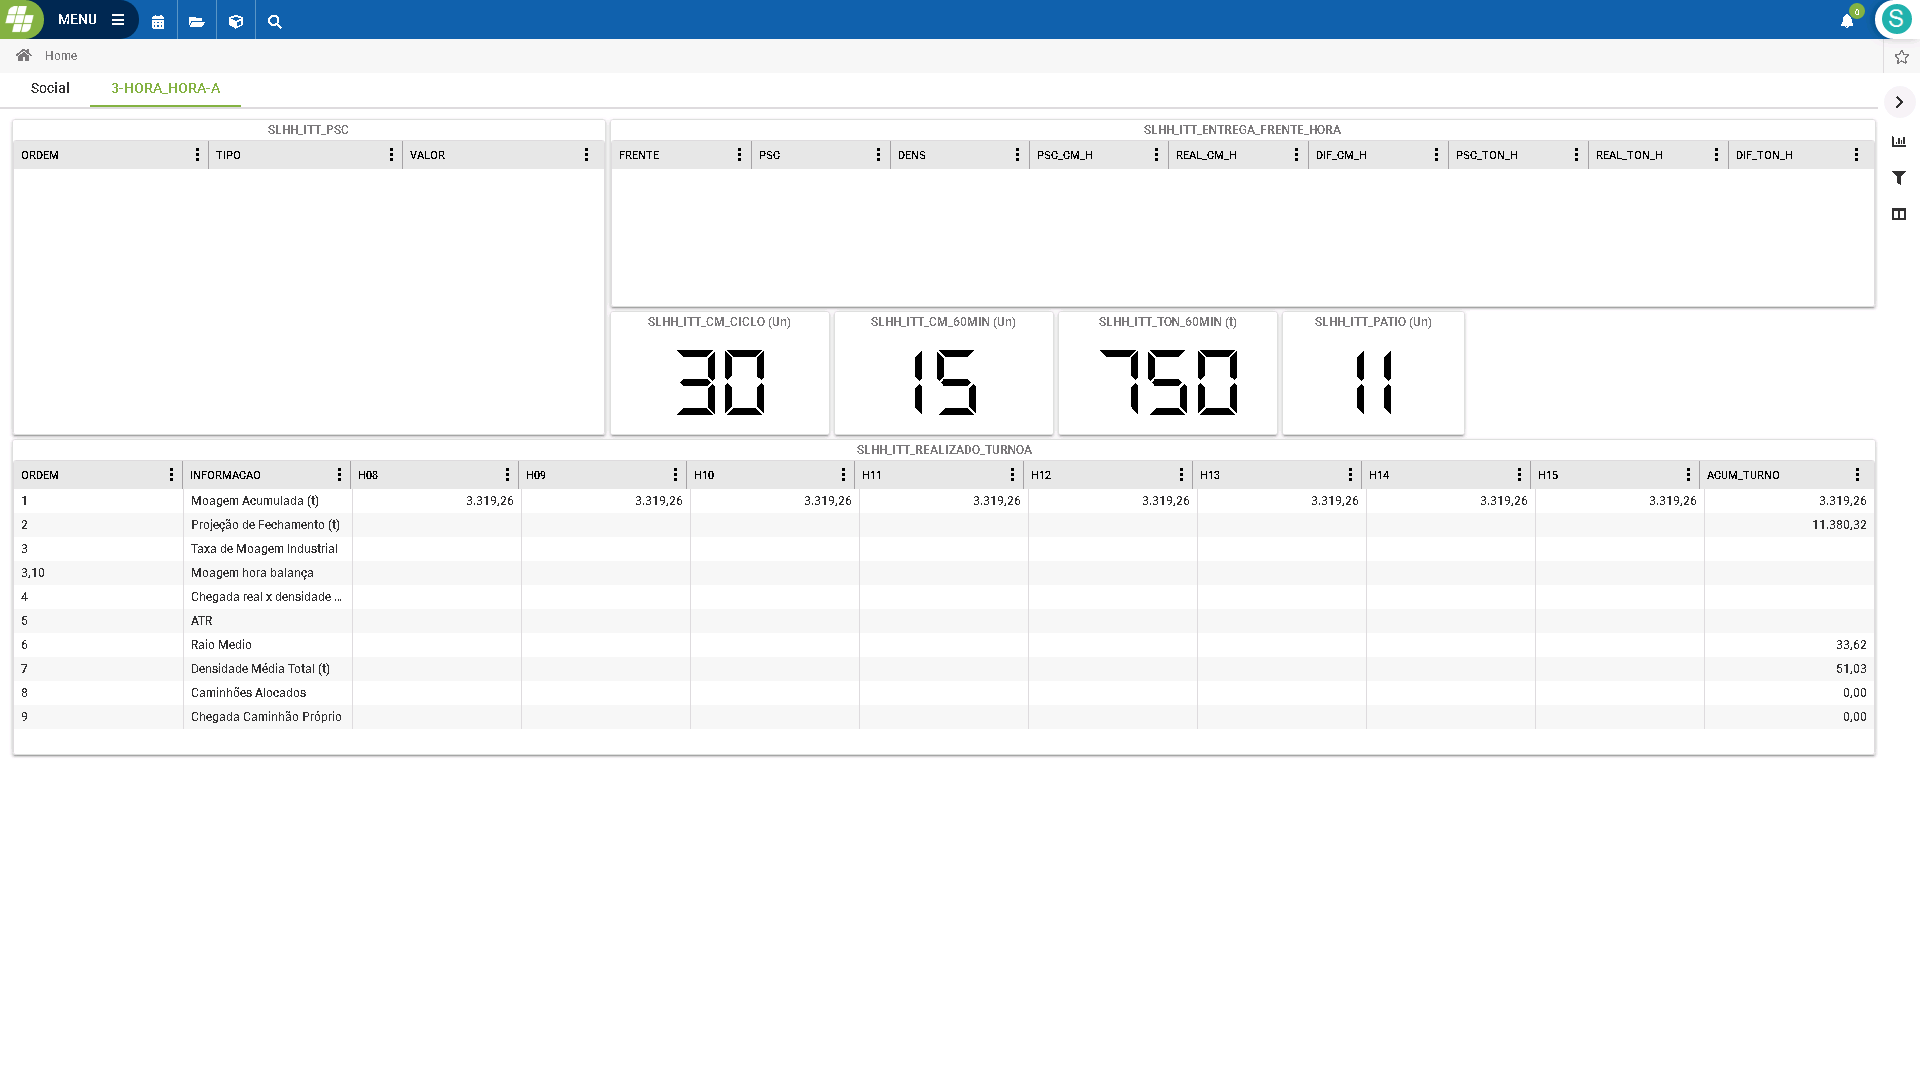 MENU
0
S
Home
Social
3-HORA_HORA-A
SLHH_ITT_PSC
ORDEM TIPO VALOR
SLHH_ITT_ENTREGA_FRENTE_HORA
FRENTE PSC DENS PSC_CM_H REAL_CM_H DIF_CM_H PSC_TON_H REAL_TON_H DIF_TON_H
SLHH_ITT_CM_CICLO (Un)
30
SLHH_ITT_CM_60MIN (Un)
15
SLHH_ITT_TON_60MIN (t)
750
SLHH_ITT_PATIO (Un)
11
SLHH_ITT_REALIZADO_TURNOA
ORDEM INFORMACAO H08 H09 H10 H11 H12 H13 H14 H15 ACUM_TURNO
1 Moagem Acumulada (t) 3.319,26 3.319,26 3.319,26 3.319,26 3.319,26 3.319,26 3.319,26 3.319,26 3.319,26
2 Projeção de Fechamento (t) 11.380,32
3 Taxa de Moagem Industrial
3,10 Moagem hora balança
4 Chegada real x densidade ...
5 ATR
6 Raio Medio 33,62
7 Densidade Média Total (t) 51,03
8 Caminhões Alocados 0,00
9 Chegada Caminhão Próprio 0,00